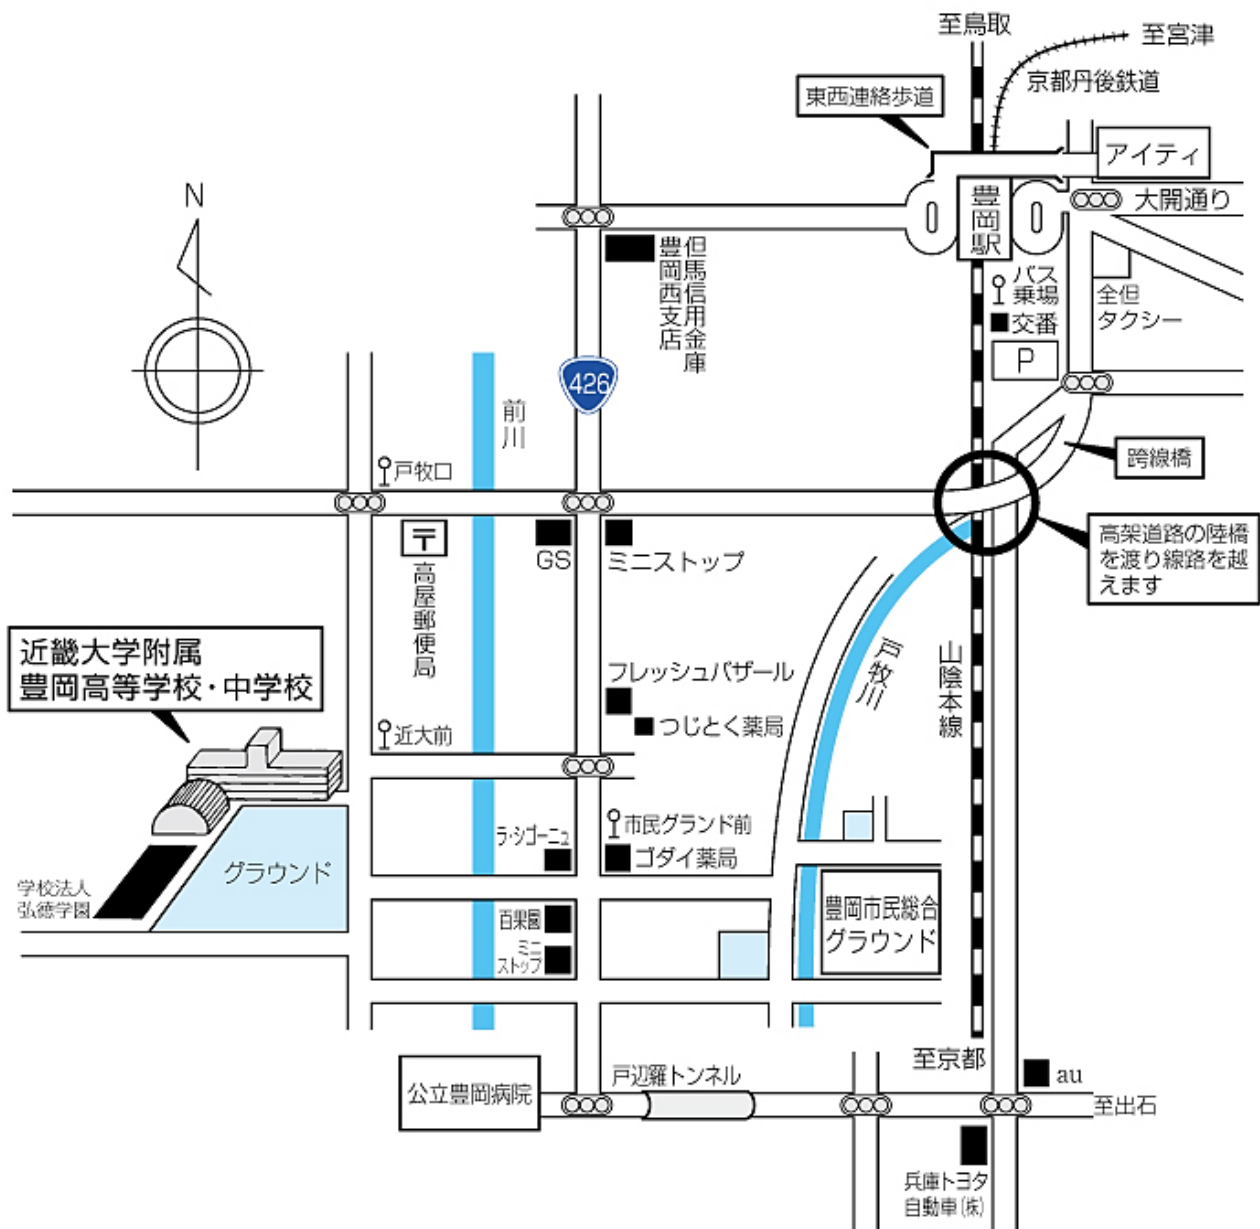 至鳥取
至宮津
京都丹後鉄道
東西連絡歩道
アイティ
N
大開通り
豊岡駅
但馬信用金庫
豊岡西支店
バス
乗場
交番
全但
タクシー
P
426
前川
戸牧口
跨線橋
〒
高屋郵便局
GS
ミニストップ
高架道路の陸橋
を渡り線路を越
えます
近畿大学附属
豊岡高等学校・中学校
フレッシュバザール
つじとく薬局
戸牧川
山陰本線
近大前
市民グランド前
ラ・シゴーニュ
ゴダイ薬局
グラウンド
学校法人
弘徳学園
百果園
ミニ
ストップ
豊岡市民総合
グラウンド
至京都
au
公立豊岡病院
戸辺羅トンネル
至出石
兵庫トヨタ
自動車(株)